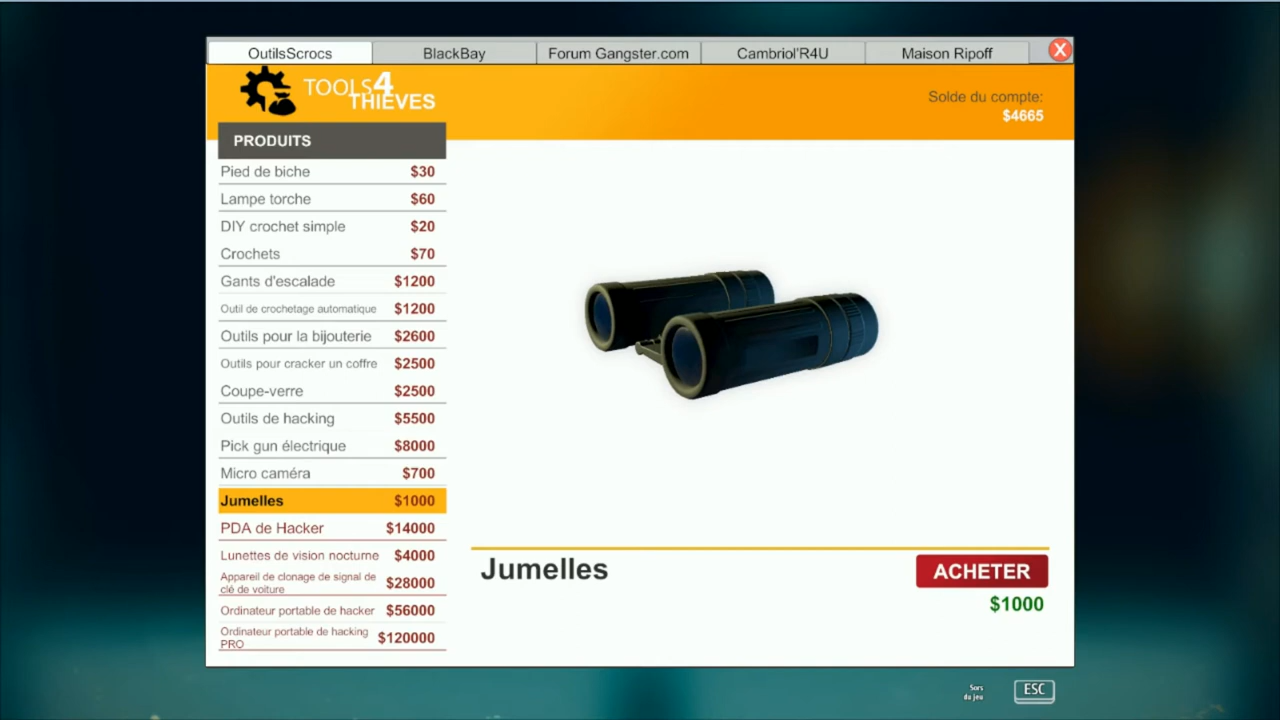 OutilsScrocs
BlackBay
Forum Gangster.com
Cambriol'R4U
Maison Ripoff
X
TOOLS4
THIEVES
Solde du compte:
$4665
PRODUITS
Pied de biche $30
Lampe torche $60
DIY crochet simple $20
Crochets $70
Gants d'escalade $1200
Outil de crochetage automatique $1200
Outils pour la bijouterie $2600
Outils pour cracker un coffre $2500
Coupe-verre $2500
Outils de hacking $5500
Pick gun électrique $8000
Micro caméra $700
Jumelles $1000
PDA de Hacker $14000
Lunettes de vision nocturne $4000
Appareil de clonage de signal de
clé de voiture $28000
Ordinateur portable de hacker $56000
Ordinateur portable de hacking
PRO $120000
Jumelles
ACHETER
$1000
Sors
du jeu
ESC